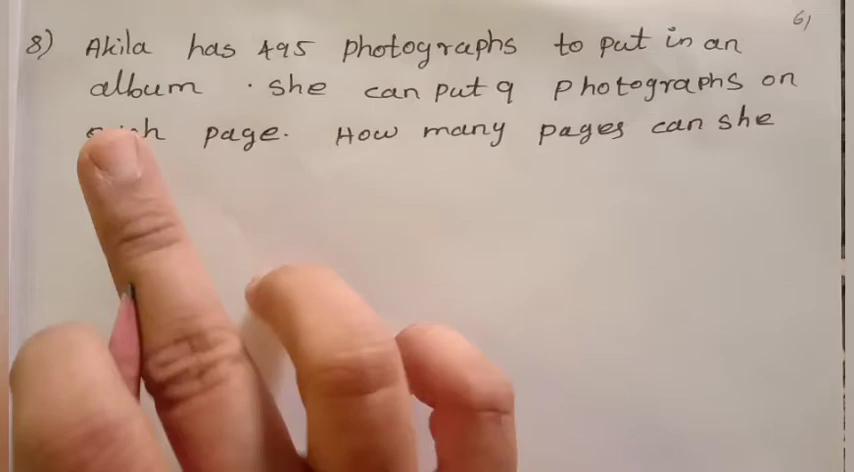 61
8) Akila has 495 photographs to put in an
album. she can put 9 photographs on
page. How many pages can she